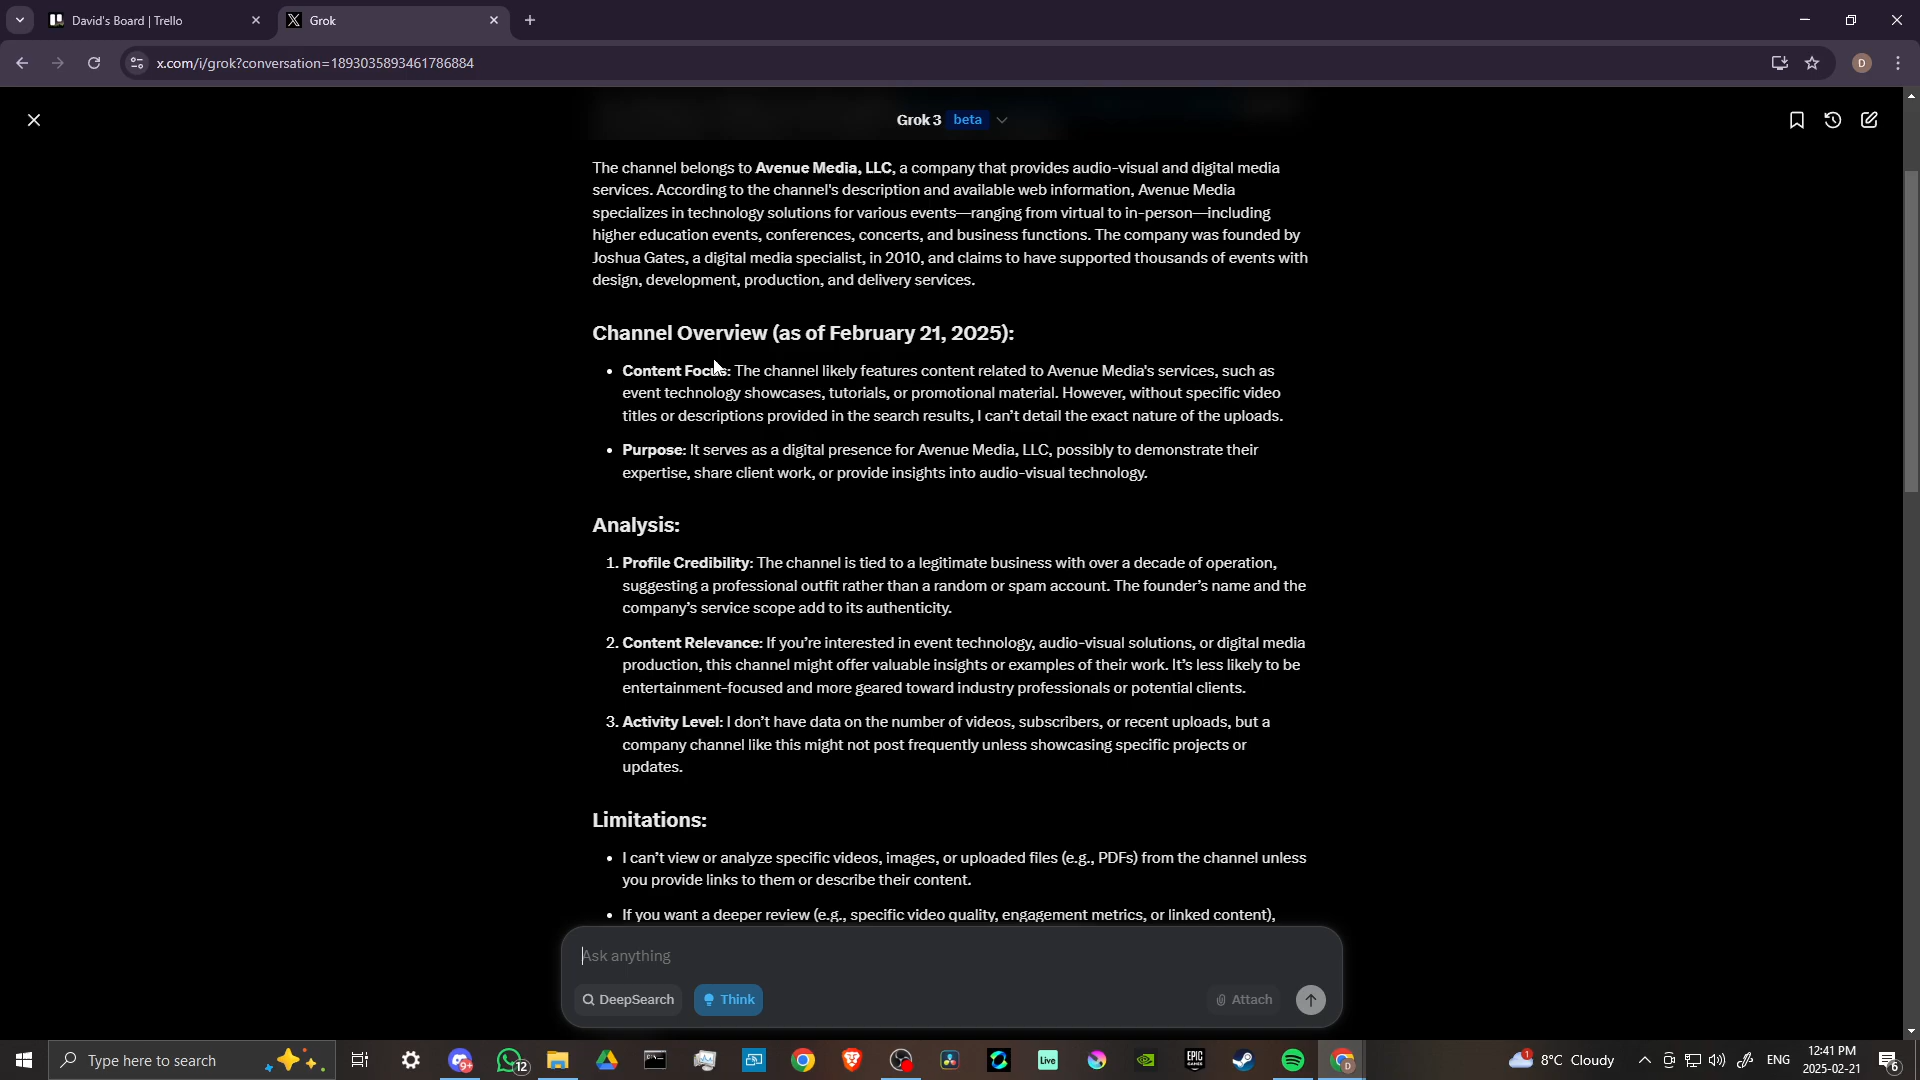 David's Board | Trello
Grok
x.com/i/grok?conversation=1893035893461786884
D
Grok 3 beta
The channel belongs to Avenue Media, LLC, a company that provides audio-visual and digital media
services. According to the channel's description and available web information, Avenue Media
specializes in technology solutions for various events—ranging from virtual to in-person—including
higher education events, conferences, concerts, and business functions. The company was founded by
Joshua Gates, a digital media specialist, in 2010, and claims to have supported thousands of events with
design, development, production, and delivery services.
Channel Overview (as of February 21, 2025):
• Content Focus: The channel likely features content related to Avenue Media's services, such as
event technology showcases, tutorials, or promotional material. However, without specific video
titles or descriptions provided in the search results, I can't detail the exact nature of the uploads.
• Purpose: It serves as a digital presence for Avenue Media, LLC, possibly to demonstrate their
expertise, share client work, or provide insights into audio-visual technology.
Analysis:
1. Profile Credibility: The channel is tied to a legitimate business with over a decade of operation,
suggesting a professional outfit rather than a random or spam account. The founder's name and the
company's service scope add to its authenticity.
2. Content Relevance: If you're interested in event technology, audio-visual solutions, or digital media
production, this channel might offer valuable insights or examples of their work. It's less likely to be
entertainment-focused and more geared toward industry professionals or potential clients.
3. Activity Level: I don't have data on the number of videos, subscribers, or recent uploads, but a
company channel like this might not post frequently unless showcasing specific projects or
updates.
Limitations:
• I can't view or analyze specific videos, images, or uploaded files (e.g., PDFs) from the channel unless
you provide links to them or describe their content.
• If you want a deeper review (e.g., specific video quality, engagement metrics, or linked content),
Ask anything
DeepSearch Think Attach
Type here to search
9+
12
Live
EPIC GAMES
D
1
8°C Cloudy
ENG
12:41 PM
2025-02-21
6